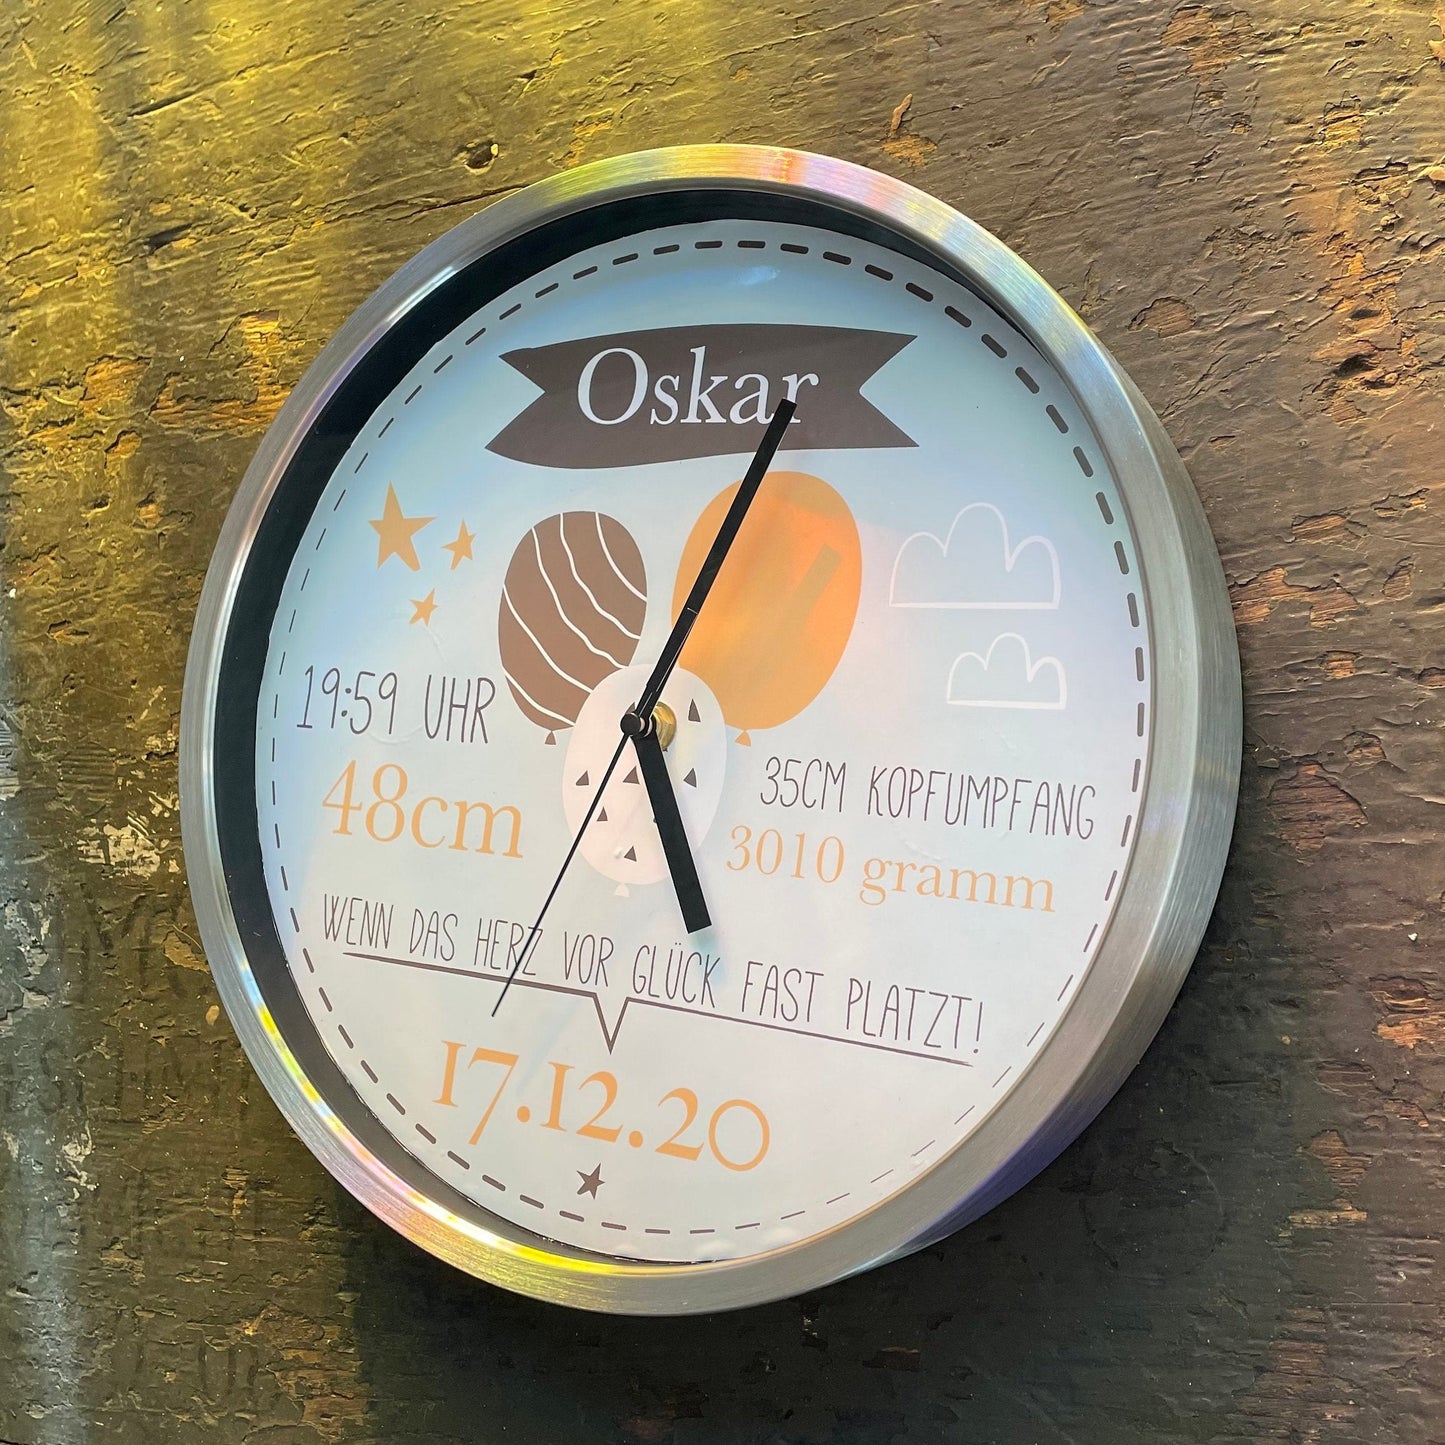 Oskar
19:59 UHR
48cm
35CM KOPFUMPFANG
3010 gramm
WENN DAS HERZ VOR GLÜCK FAST PLATZT!
17.12.20